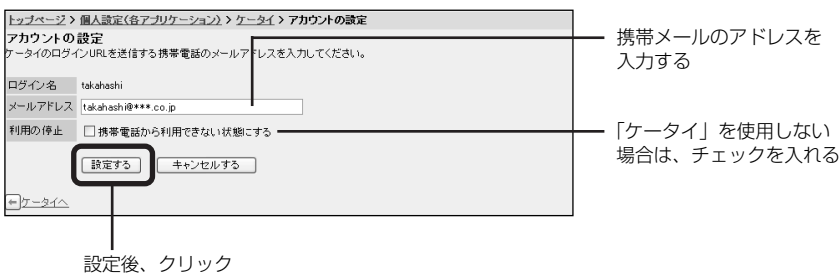 トップページ > 個人設定(各アプリケーション) > ケータイ > アカウントの設定
アカウントの設定
ケータイのログインURLを送信する携帯電話のメールアドレスを入力してください。
ログイン名 takahashi
メールアドレス takahashi@***.co.jp
利用の停止 携帯電話から利用できない状態にする
設定する キャンセルする
ケータイへ
携帯メールのアドレスを
入力する
「ケータイ」を使用しない
場合は、チェックを入れる
設定後、クリック